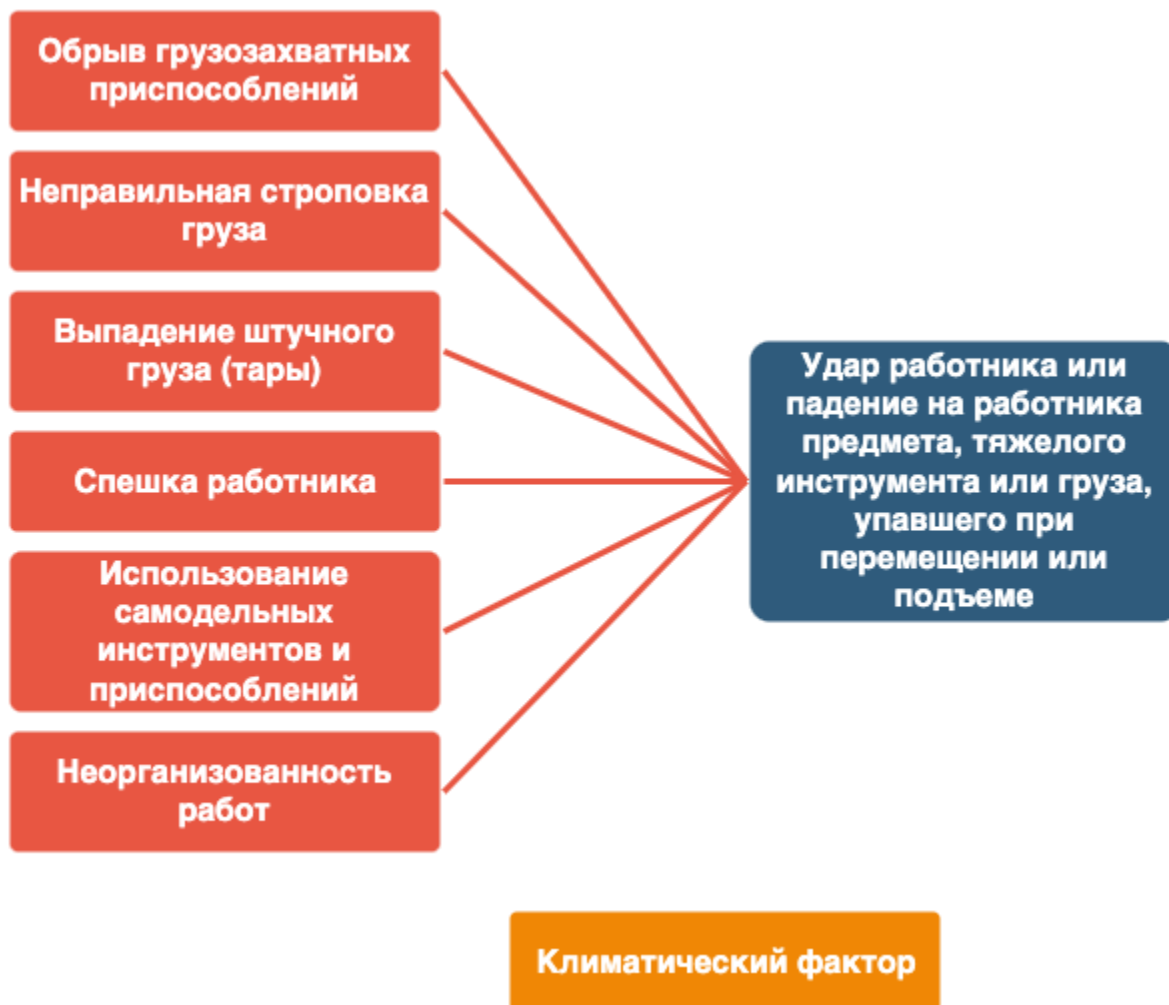 Обрыв грузозахватных
приспособлений
Неправильная строповка
груза
Выпадение штучного
груза (тары)
Спешка работника
Использование
самодельных
инструментов и
приспособлений
Неорганизованность
работ
Удар работника или
падение на работника
предмета, тяжелого
инструмента или груза,
упавшего при
перемещении или
подъеме
Климатический фактор